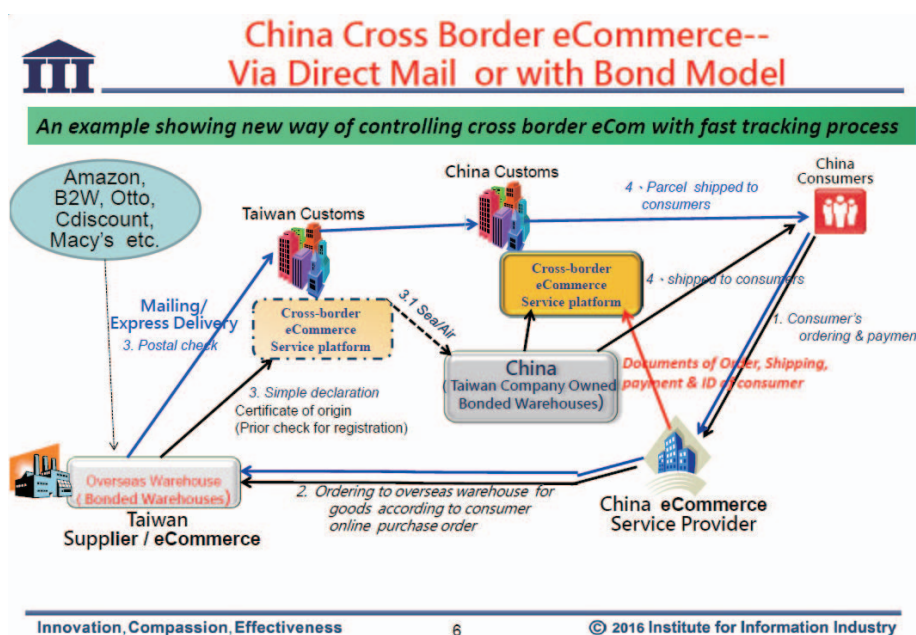 China Cross Border eCommerce--
Via Direct Mail or with Bond Model
An example showing new way of controlling cross border eCom with fast tracking process
Amazon,
B2W, Otto,
Cdiscount,
Macy's etc.
Taiwan Customs
China Customs
4、Parcel shipped to
consumers
China
Consumers
Cross-border
eCommerce
Service platform
4、shipped to consumers
Mailing/
Express Delivery
3. Postal check
Cross-border
eCommerce
Service platform
3.1 Sea/Air
1. Consumer's
ordering & payment
China
(Taiwan Company Owned
Bonded Warehouses)
Documents of Order, Shipping,
payment & ID of consumer
3. Simple declaration
Certificate of origin
(Prior check for registration)
Overseas Warehouse
(Bonded Warehouses)
Taiwan
Supplier / eCommerce
2. Ordering to overseas warehouse for
goods according to consumer
online purchase order
China eCommerce
Service Provider
Innovation, Compassion, Effectiveness
6
© 2016 Institute for Information Industry